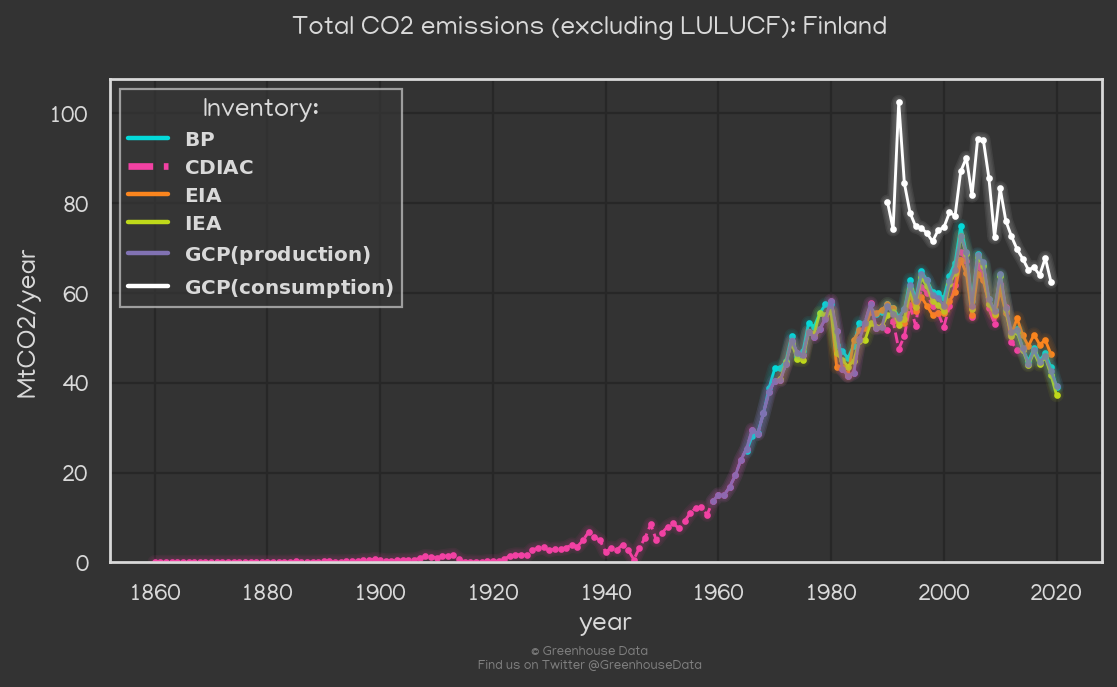 Total CO2 emissions (excluding LULUCF): Finland
Inventory:
BP
CDIAC
EIA
IEA
GCP(production)
GCP(consumption)
MtCO2/year
100
80
60
40
20
0
1860 1880 1900 1920 1940 1960 1980 2000 2020
year
© Greenhouse Data
Find us on Twitter @GreenhouseData